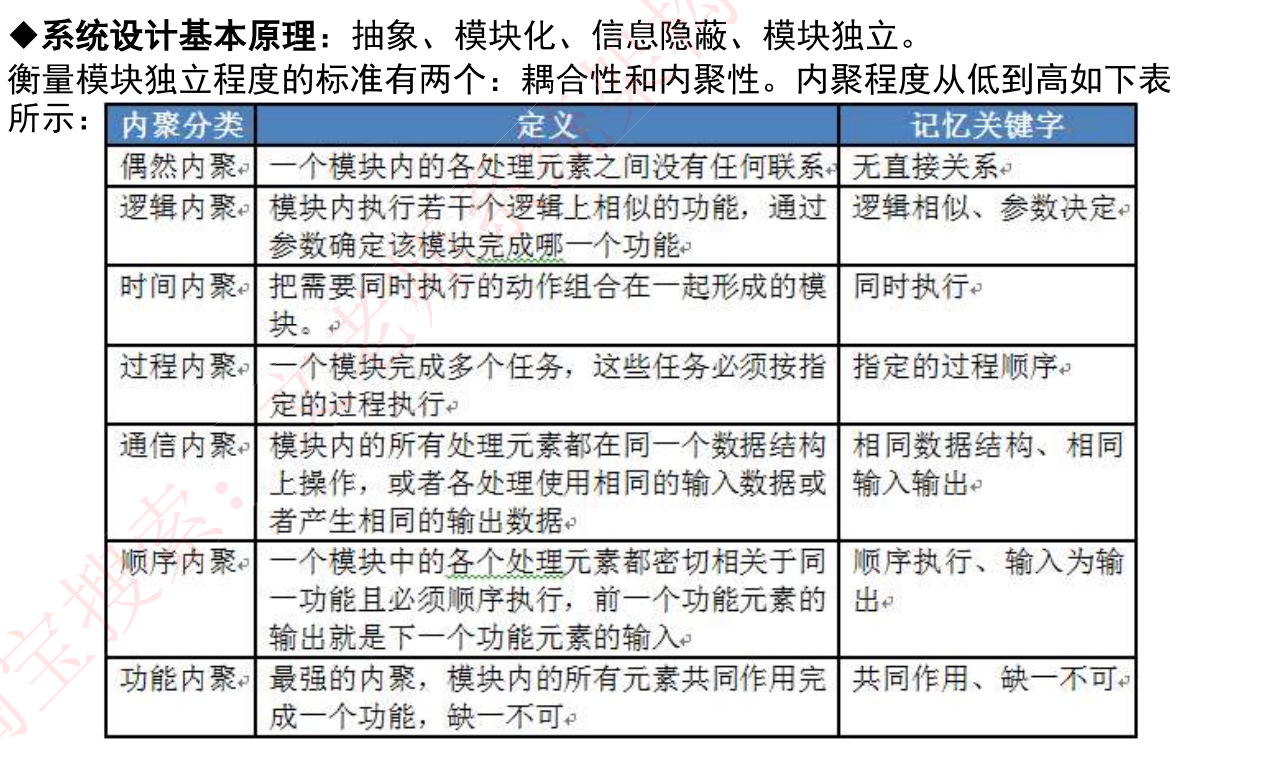 ◆系统设计基本原理：抽象、模块化、信息隐蔽、模块独立。
衡量模块独立程度的标准有两个：耦合性和内聚性。内聚程度从低到高如下表
所示：
内聚分类 定义 记忆关键字
偶然内聚 一个模块内的各处理元素之间没有任何联系 无直接关系
逻辑内聚 模块内执行若干个逻辑上相似的功能，通过 逻辑相似、参数决定
参数确定该模块完成哪一个功能
时间内聚 把需要同时执行的动作组合在一起形成的模 同时执行
块。
过程内聚 一个模块完成多个任务，这些任务必须按指 指定的过程顺序
定的过程执行
通信内聚 模块内的所有处理元素都在同一个数据结构 相同数据结构、相同
上操作，或者各处理使用相同的输入数据或 输入输出
者产生相同的输出数据
顺序内聚 一个模块中的各个处理元素都密切相关于同 顺序执行、输入为输
一功能且必须顺序执行，前一个功能元素的 出
输出就是下一个功能元素的输入
功能内聚 最强的内聚，模块内的所有元素共同作用完 共同作用、缺一不可
成一个功能，缺一不可